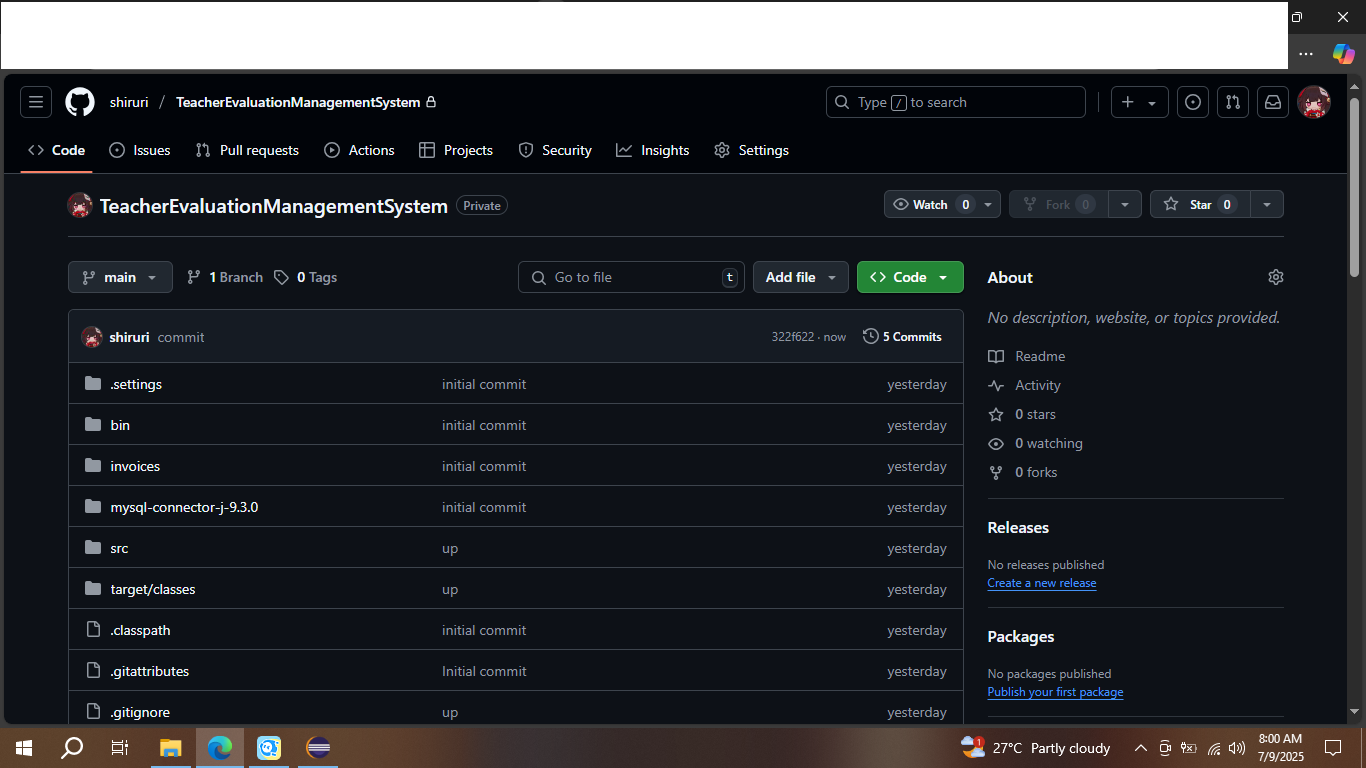 shiruri / TeacherEvaluationManagementSystem
Type / to search
Code Issues Pull requests Actions Projects Security Insights Settings
TeacherEvaluationManagementSystem Private
Watch 0 Fork 0 Star 0
main 1 Branch 0 Tags
Go to file t Add file Code
shiruri commit 322f622 · now 5 Commits
.settings initial commit yesterday
bin initial commit yesterday
invoices initial commit yesterday
mysql-connector-j-9.3.0 initial commit yesterday
src up yesterday
target/classes up yesterday
.classpath initial commit yesterday
.gitattributes Initial commit yesterday
.gitignore up yesterday
About
No description, website, or topics provided.
Readme
Activity
0 stars
0 watching
0 forks
Releases
No releases published
Create a new release
Packages
No packages published
Publish your first package
1 27°C Partly cloudy
8:00 AM
7/9/2025